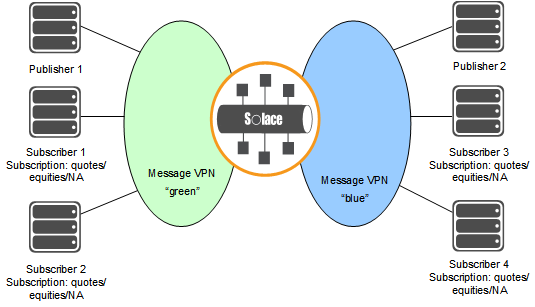 Publisher 1
Subscriber 1
Subscription: quotes/
equities/NA
Subscriber 2
Subscription: quotes/
equities/NA
Message VPN
“green”
Solace
Message VPN
“blue”
Publisher 2
Subscriber 3
Subscription: quotes/
equities/NA
Subscriber 4
Subscription: quotes/
equities/NA